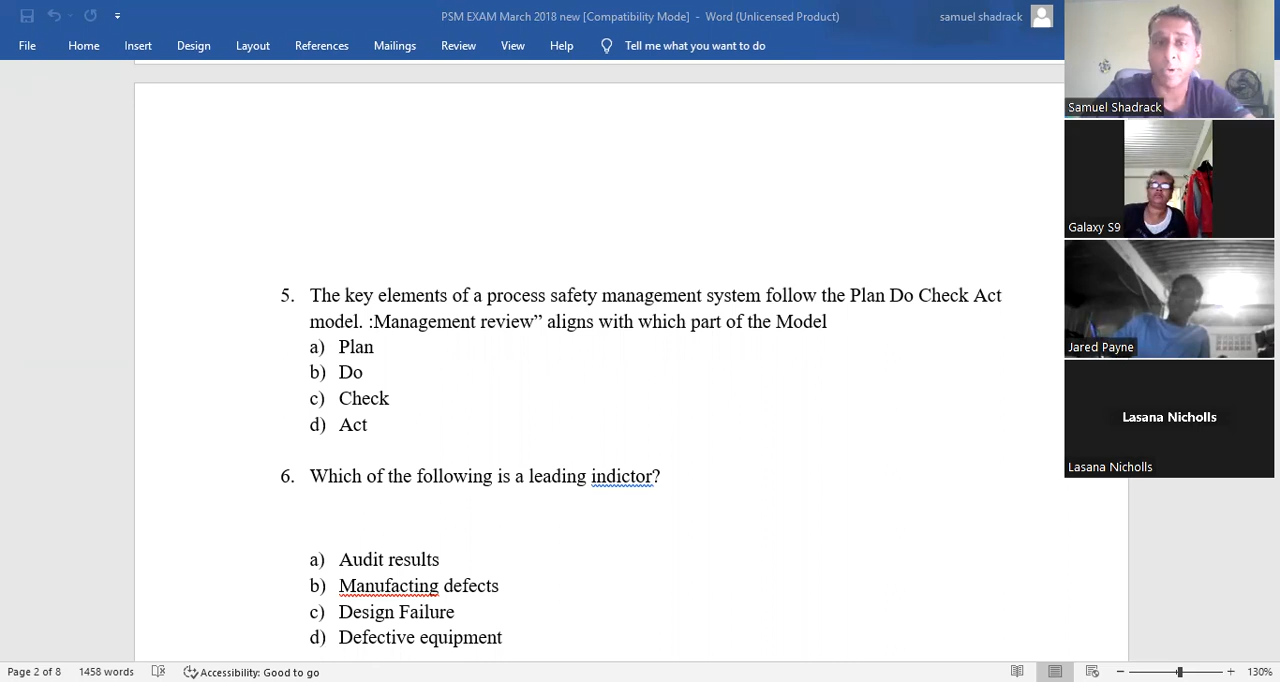 PSM EXAM March 2018 new [Compatibility Mode] - Word (Unlicensed Product)
samuel shadrack
File Home Insert Design Layout References Mailings Review View Help Tell me what you want to do
Samuel Shadrack
Galaxy S9
Jared Payne
Lasana Nicholls
Lasana Nicholls
5. The key elements of a process safety management system follow the Plan Do Check Act
model. :Management review” aligns with which part of the Model
a) Plan
b) Do
c) Check
d) Act
6. Which of the following is a leading indictor?
a) Audit results
b) Manufacting defects
c) Design Failure
d) Defective equipment
Page 2 of 8 1458 words Accessibility: Good to go 130%